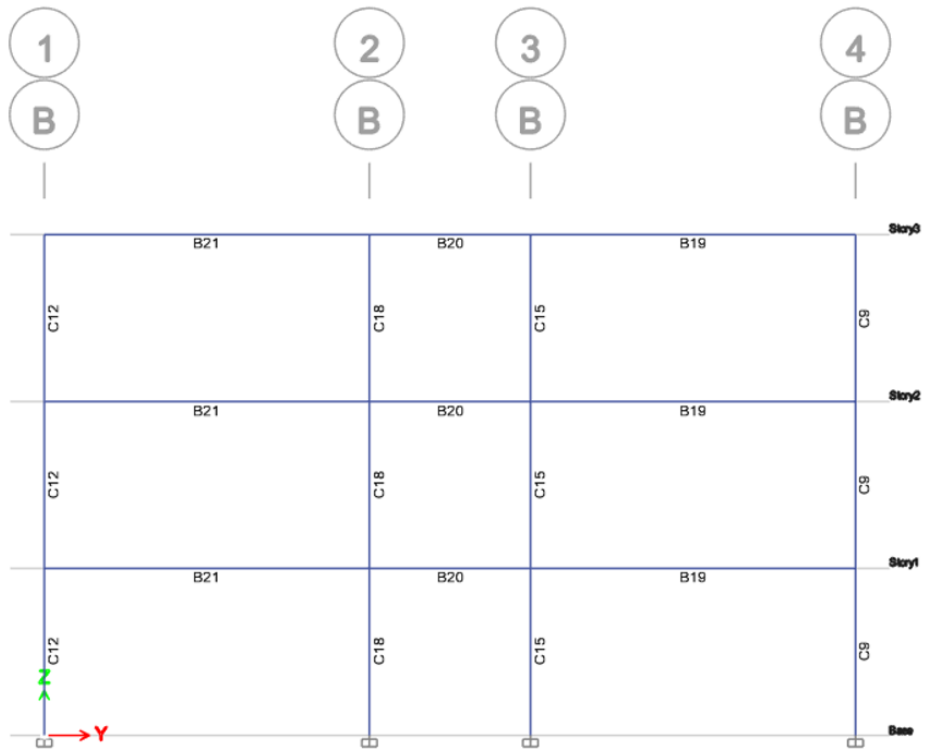 1 2 3 4
B B B B
Story3
B21 B20 B19
C12 C18 C15 C9
Story2
B21 B20 B19
C12 C18 C15 C9
Story1
B21 B20 B19
C12 C18 C15 C9
Z
Y
Base